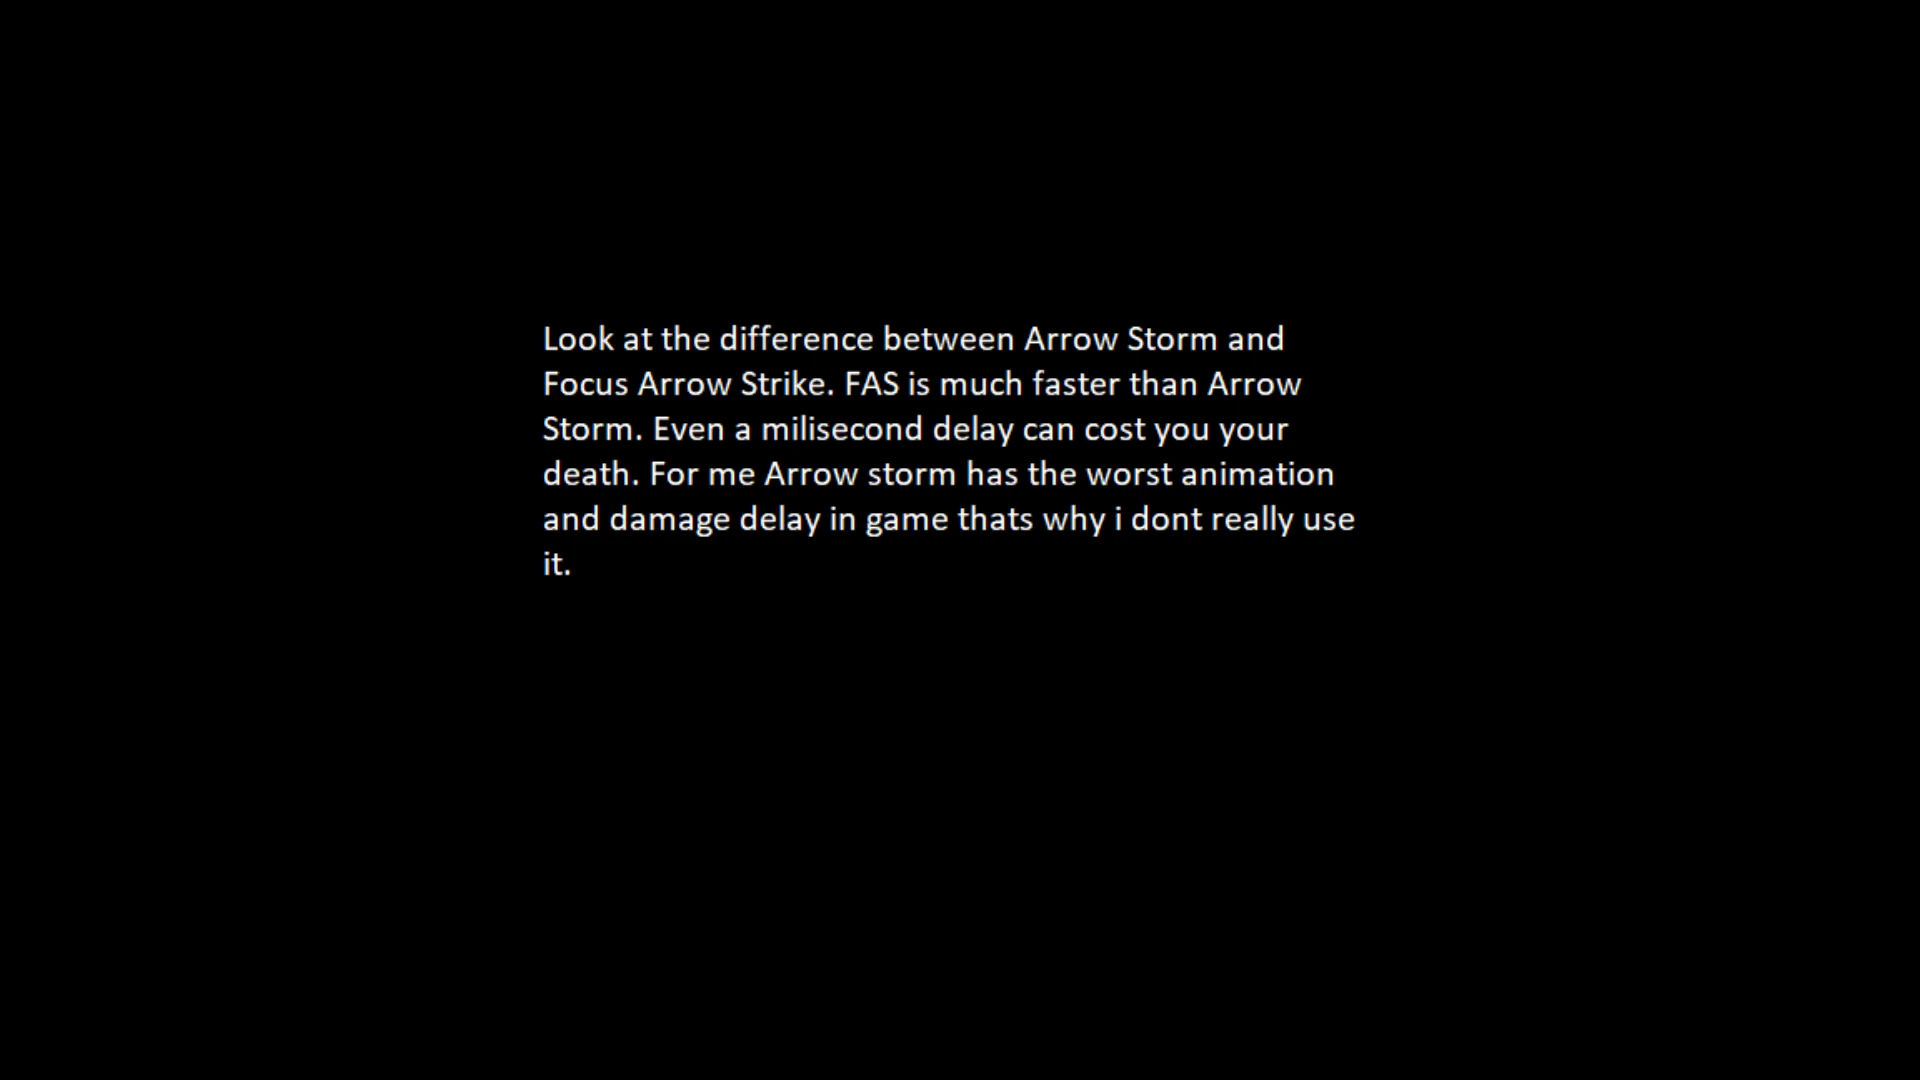 Look at the difference between Arrow Storm and
Focus Arrow Strike. FAS is much faster than Arrow
Storm. Even a milisecond delay can cost you your
death. For me Arrow storm has the worst animation
and damage delay in game thats why i dont really use
it.